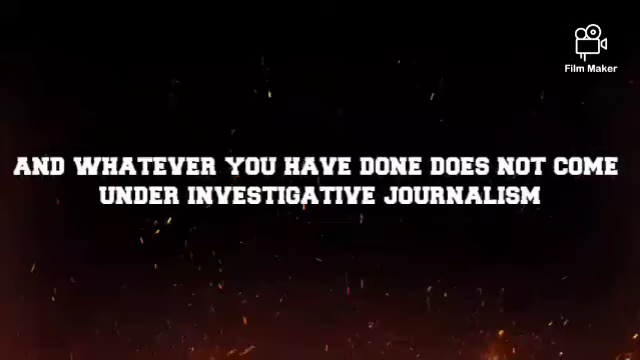 Film Maker
AND WHATEVER YOU HAVE DONE DOES NOT COME
UNDER INVESTIGATIVE JOURNALISM